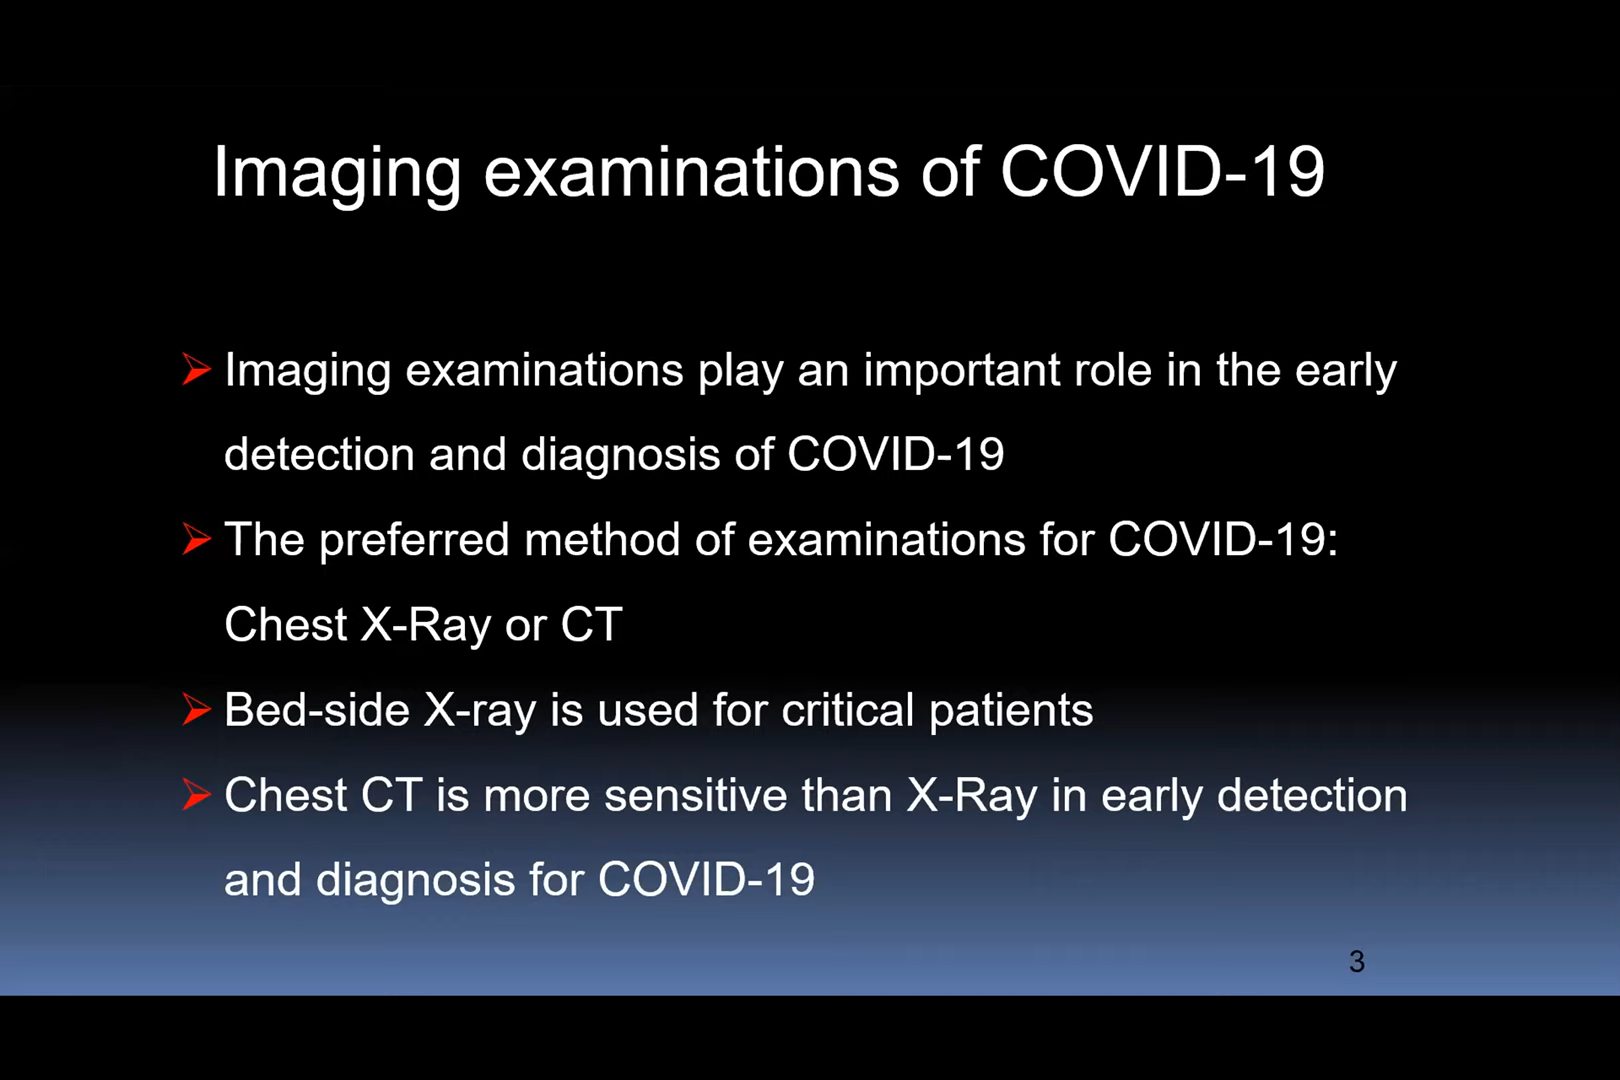 Imaging examinations of COVID-19
Imaging examinations play an important role in the early
detection and diagnosis of COVID-19
The preferred method of examinations for COVID-19:
Chest X-Ray or CT
Bed-side X-ray is used for critical patients
Chest CT is more sensitive than X-Ray in early detection
and diagnosis for COVID-19
3